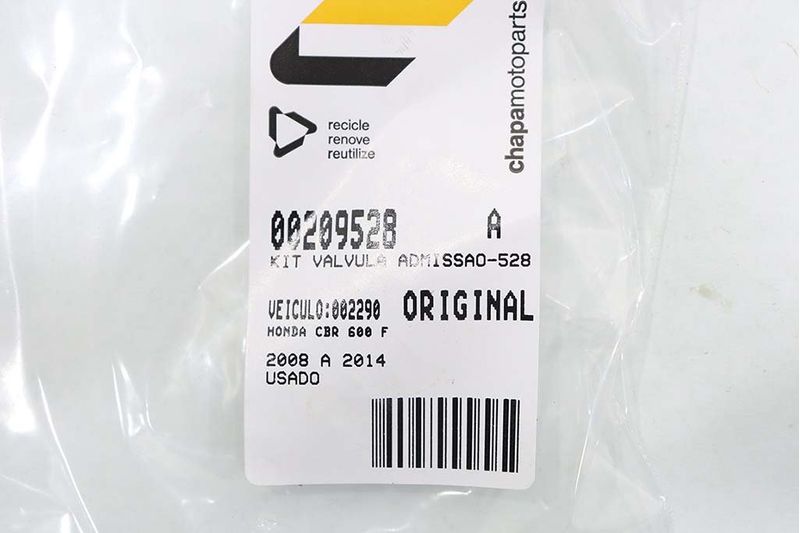 chapamotoparts
recicle
renove
reutilize
00209528 A
KIT VALVULA ADMISSAO-528
VEICULO:002290 ORIGINAL
HONDA CBR 600 F
2008 A 2014
USADO